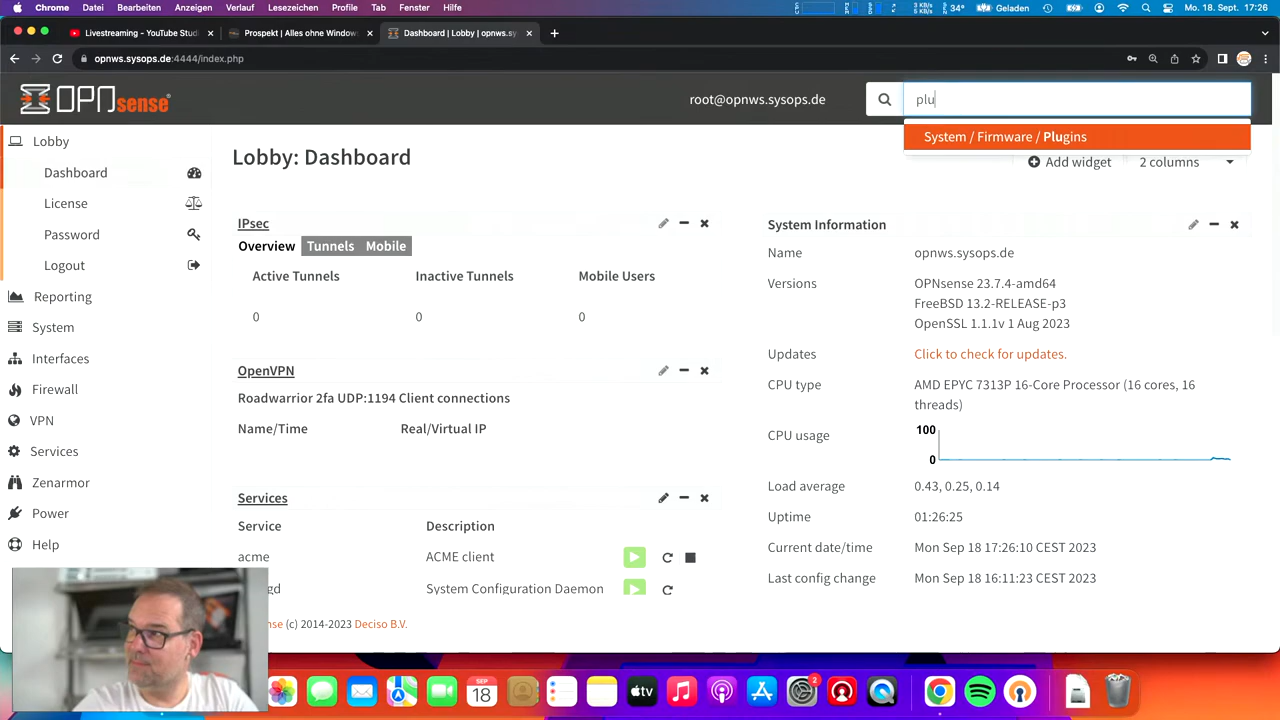 Chrome Ablage Bearbeiten Anzeigen Verlauf Lesezeichen Profile Tab Fenster Hilfe 34° Geladen Mo. 18. Sept. 17:26
Livestreaming - YouTube Studi Prospekt | Alles ohne Window Dashboard | Lobby | opnws.sy
opnws.sysops.de:4444/index.php
OPNsense root@opnws.sysops.de plu
System / Firmware / Plugins
Lobby
Dashboard
License
Password
Logout
Reporting
System
Interfaces
Firewall
VPN
Services
Zenarmor
Power
Help
Lobby: Dashboard
Add widget 2 columns
IPsec
Overview Tunnels Mobile
Active Tunnels Inactive Tunnels Mobile Users
0 0 0
OpenVPN
Roadwarrior 2fa UDP:1194 Client connections
Name/Time Real/Virtual IP
Services
Service Description
acme ACME client
gd System Configuration Daemon
System Information
Name opnws.sysops.de
Versions OPNsense 23.7.4-amd64
FreeBSD 13.2-RELEASE-p3
OpenSSL 1.1.1v 1 Aug 2023
Updates Click to check for updates.
CPU type AMD EPYC 7313P 16-Core Processor (16 cores, 16
threads)
CPU usage 100
0
Load average 0.43, 0.25, 0.14
Uptime 01:26:25
Current date/time Mon Sep 18 17:26:10 CEST 2023
Last config change Mon Sep 18 16:11:23 CEST 2023
nse (c) 2014-2023 Deciso B.V.
SEP
18
tv
2